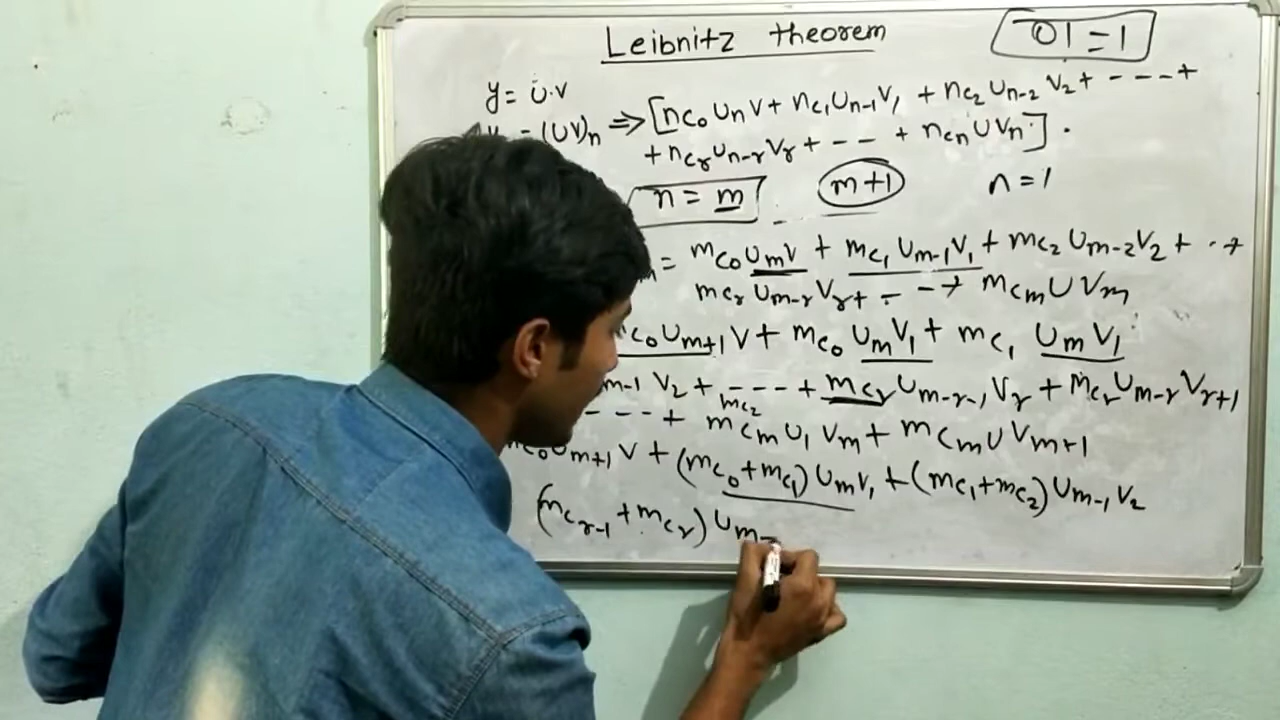 Leibnitz theorem
0! = 1
y = U.V
= (UV)n ⇒ [nc0 Un V + nc1 Un-1 V1 + nc2 Un-2 V2 + - - - - +
+ ncr Un-r Vr + - - - + ncn U Vn] .
n = m
m+1
n = 1
= mc0 Um V + mc1 Um-1 V1 + mc2 Um-2 V2 + - - +
mcr Um-r Vr + - - + mcm U Vm
c0 Um+1 V + mc0 Um V1 + mc1 Um V1
m-1 V2 + - - - - + mcr Um-r-1 Vr + mcr Um-r Vr+1
mc2
- - - + mcm U1 Vm + mcm U Vm+1
mc0 Um+1 V + (mc0 + mc1) Um V1 + (mc1 + mc2) Um-1 V2
(mcr-1 + mcr) Um-